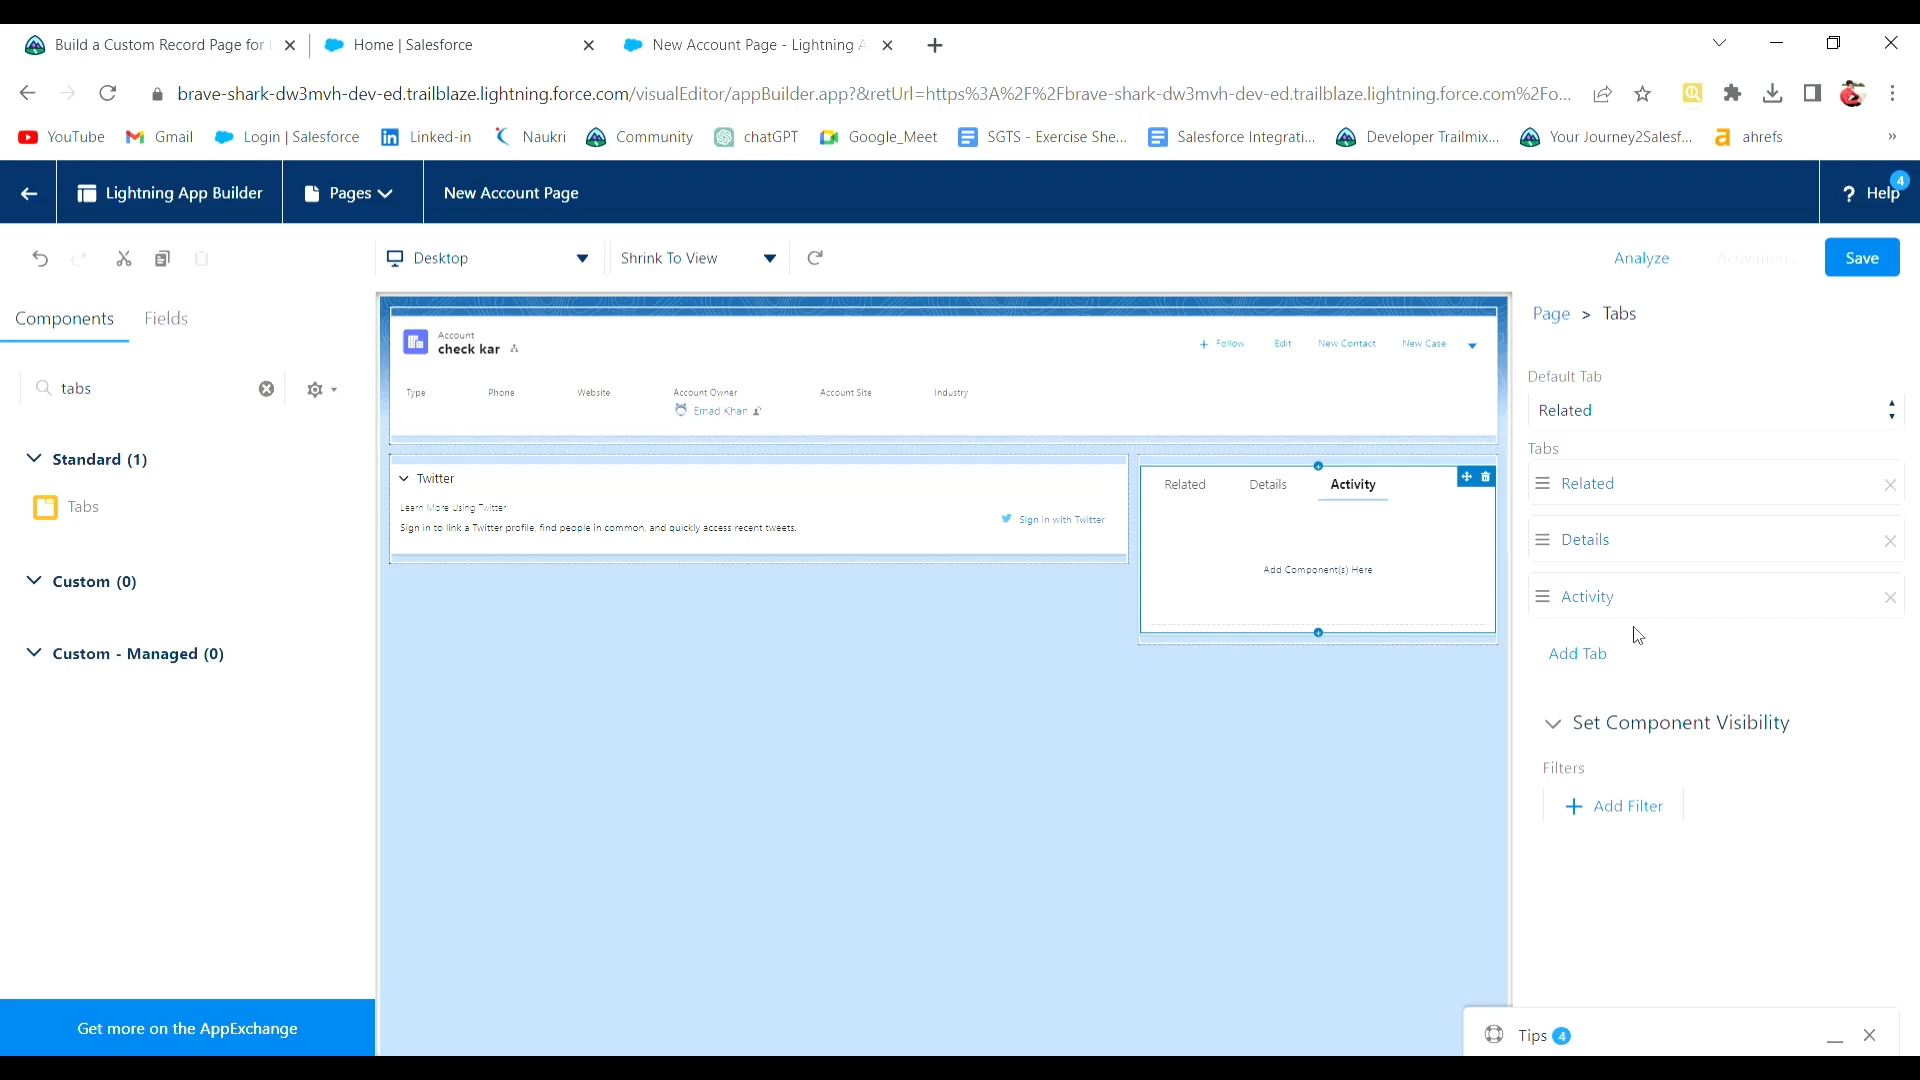 Build a Custom Record Page for
Home | Salesforce
New Account Page - Lightning A
brave-shark-dw3mvh-dev-ed.trailblaze.lightning.force.com/visualEditor/appBuilder.app?&retUrl=https%3A%2F%2Fbrave-shark-dw3mvh-dev-ed.trailblaze.lightning.force.com%2Fo...
YouTube
Gmail
Login | Salesforce
Linked-in
Naukri
Community
chatGPT
Google_Meet
SGTS - Exercise She...
Salesforce Integrati...
Developer Trailmix...
Your Journey2Salesf...
ahrefs
»
Lightning App Builder
Pages
New Account Page
? Help
4
Desktop
Shrink To View
Analyze
Activation...
Save
Components
Fields
tabs
Standard (1)
Tabs
Custom (0)
Custom - Managed (0)
Get more on the AppExchange
Account
check kar
+ Follow
Edit
New Contact
New Case
Type
Phone
Website
Account Owner
Account Site
Industry
Emad Khan
Twitter
Learn More Using Twitter
Sign in to link a Twitter profile, find people in common, and quickly access recent tweets.
Sign in with Twitter
Related
Details
Activity
Add Component(s) Here
Page > Tabs
Default Tab
Related
Tabs
Related
Details
Activity
Add Tab
Set Component Visibility
Filters
+ Add Filter
Tips 4